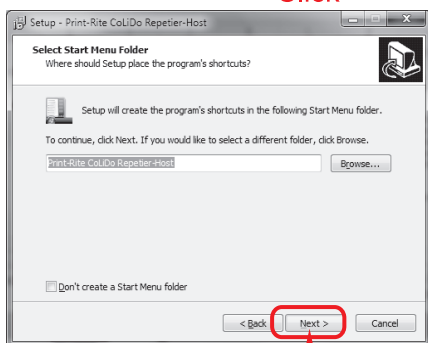 Click
Setup - Print-Rite CoLiDo Repetier-Host
Select Start Menu Folder
Where should Setup place the program's shortcuts?
Setup will create the program's shortcuts in the following Start Menu folder.
To continue, click Next. If you would like to select a different folder, click Browse.
Print-Rite CoLiDo Repetier-Host
Browse...
Don't create a Start Menu folder
< Back
Next >
Cancel